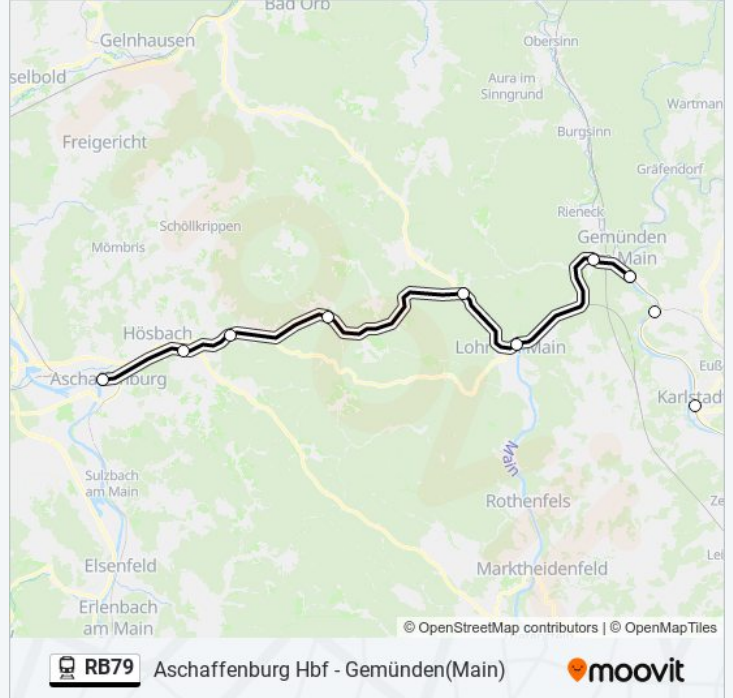 Bad Orb
Gelnhausen
Obersinn
selbold
Aura im
Sinngrund
Wartman
Burgsinn
Freigericht
Gräfendorf
Rieneck
Schöllkrippen
Gemünden
Main
Mömbris
Hösbach
Lohr Main
Euß
Aschaffenburg
Karlstadt
Main
Sulzbach
am Main
Rothenfels
Ze
Lei
Elsenfeld
Marktheidenfeld
Erlenbach
am Main
© OpenStreetMap contributors | © OpenMapTiles
RB79 Aschaffenburg Hbf - Gemünden(Main) moovit